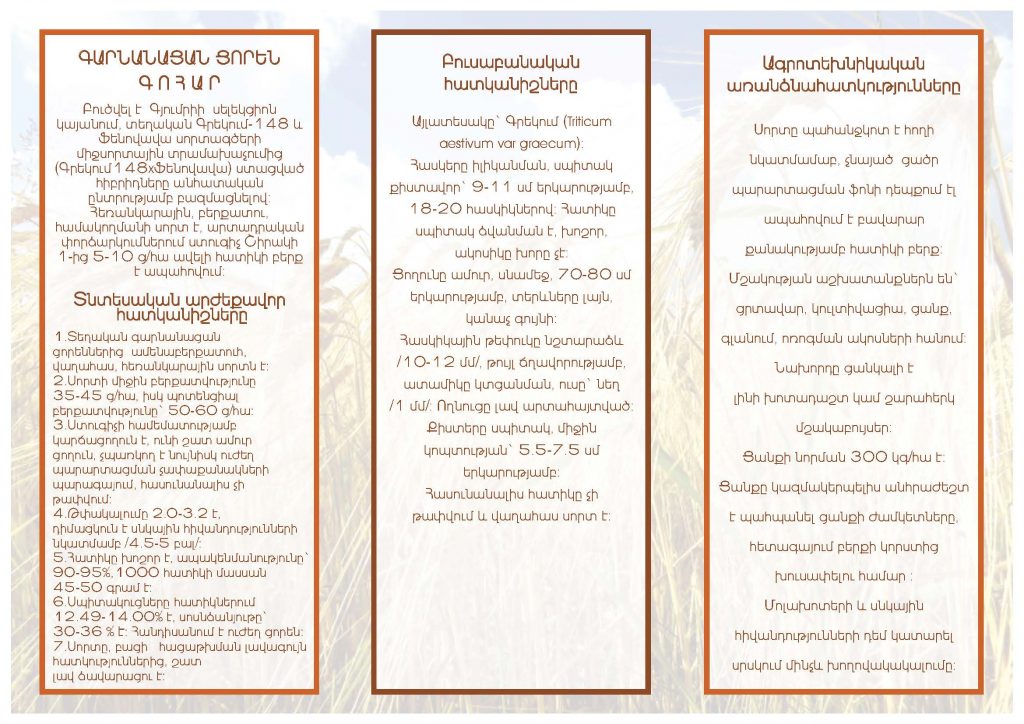 ԳԱՐՆԱՆԱՑԱՆ ՑՈՐԵՆ
Գ Ո Հ Ա Ր
Բուծվել է Գյումրիի սելեկցիոն
կայանում, տեղական Գրեկում-148 և
Ֆենովավա սորտագծերի
միջսորտային տրամախաչումից
(Գրեկում148xՖենովավա) ստացված
հիբրիդները անհատական
ընտրությամբ բազմացնելով:
Հեռանկարային, բերքատու,
համակողմանի սորտ է, արտադրական
փորձարկումներում ստուգիչ Շիրակի
1-ից 5-10 ց/հա ավելի հատիկի բերք
է ապահովում:
Տնտեսական արժեքավոր
հատկանիշները
1.Տեղական գարնանացան
ցորեններից ամենաբերքատուհ,
վաղահաս, հեռանկարային սորտն է:
2.Սորտի միջին բերքատվությունը
35-45 ց/հա, իսկ պոտենցիալ
բերքատվությունը՝ 50-60 ց/հա:
3.Ստուգիչի համեմատությամբ
կարճացողուն է, ունի շատ ամուր
ցողուն, չպառկող է նույնիսկ ուժեղ
պարարտացման չափաքանակների
պարագայում, հասունանալիս չի
թափվում:
4.Թփակալումը 2.0-3.2 է,
դիմացկուն է սնկային հիվանդությունների
նկատմամբ /4.5-5 բալ/:
5.Հատիկը խոշոր է, ապակենմանությունը՝
90-95%,1000 հատիկի մասսան
45-50 գրամ է:
6.Սպիտակուցները հատիկներում
12.49-14.00% է, սոսնձանյութը՝
30-36 % է: Հանդիսանում է ուժեղ ցորեն:
7.Սորտը, բացի հացաթխման լավագույն
հատկություններից, շատ
լավ ձավարացու է:
Բուսաբանական
հատկանիշները
Այլատեսակը՝ Գրեկում (Triticum
aestivum var graecum):
Հասկերը իլիկանման, սպիտակ
քիստավոր՝ 9-11 սմ երկարությամբ,
18-20 հասկիկներով: Հատիկը
սպիտակ ձվանման է, խոշոր,
ակոսիկը խորը չէ:
Ցողունը ամուր, սնամեջ, 70-80 սմ
երկարությամբ, տերևները լայն,
կանաչ գույնի:
Հասկիկային թեփուկը նշտարաձև
/10-12 մմ/, թույլ ճղավորությամբ,
ատամիկը կտցանման, ուսը՝ նեղ
/1 մմ/: Ողնուցը լավ արտահայտված:
Քիստերը սպիտակ, միջին
կոպտության՝ 5.5-7.5 սմ
երկարությամբ:
Հասունանալիս հատիկը չի
թափվում և վաղահաս սորտ է:
Ագրոտեխնիկական
առանձնահատկությունները
Սորտը պահանջկոտ է հողի
նկատմամաբ, չնայած ցածր
պարարտացման ֆոնի դեպքում էլ
ապահովում է բավարար
քանակությամբ հատիկի բերք:
Մշակության աշխատանքներն են՝
ցրտավար, կուլտիվացիա, ցանք,
գլանում, ոռոգման ակոսների հանում:
Նախորդը ցանկալի է
լինի խոտադաշտ կամ շարահերկ
մշակաբույսեր:
Ցանքի նորման 300 կգ/հա է:
Ցանքը կազմակերպելիս անհրաժեշտ
է պահպանել ցանքի ժամկետները,
հետագայում բերքի կորստից
խուսափելու համար :
Մոլախոտերի և սնկային
հիվանդությունների դեմ կատարել
սրսկում մինչև խողովակակալումը: